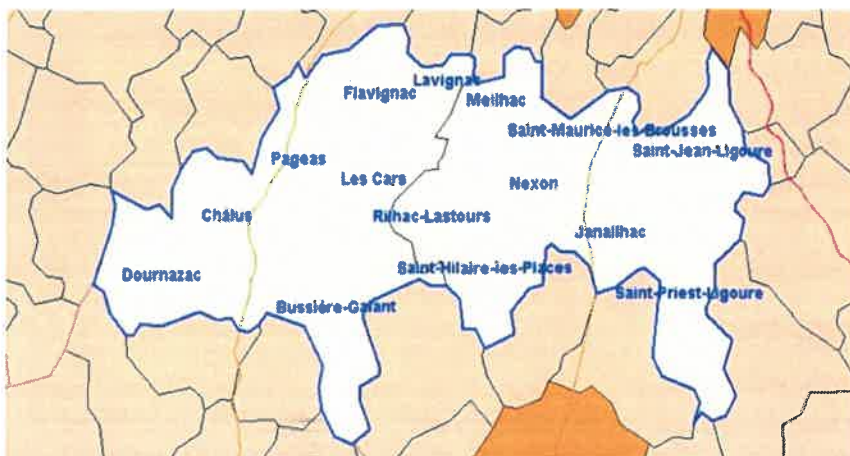 Lavignac
Flavignac
Meilhac
Saint-Maurice-les-Brousses
Saint-Jean-Ligoure
Pageas
Les Cars
Nexon
Châlus
Rilhac-Lastours
Janailhac
Dournazac
Saint-Hilaire-les-Places
Saint-Priest-Ligoure
Bussière-Galant